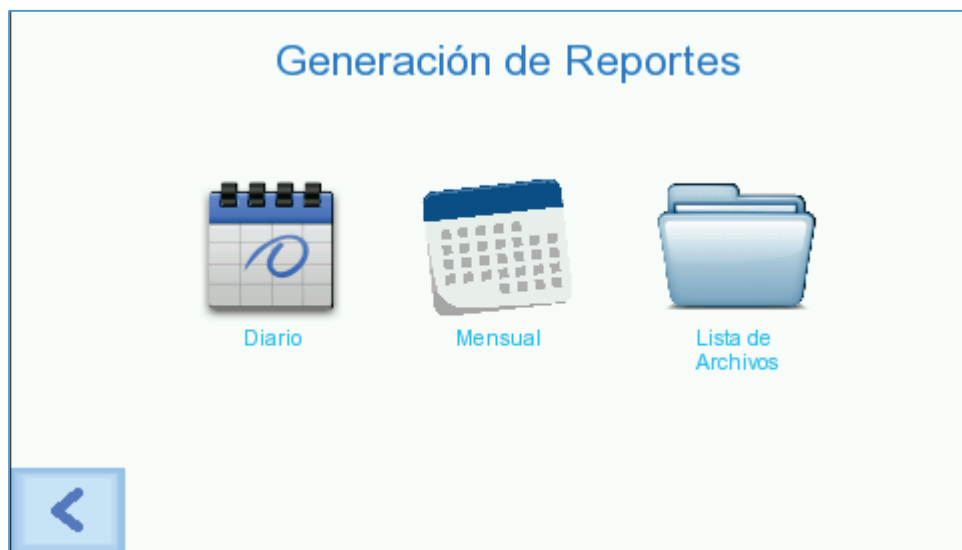 Generación de Reportes
Diario
Mensual
Lista de
Archivos